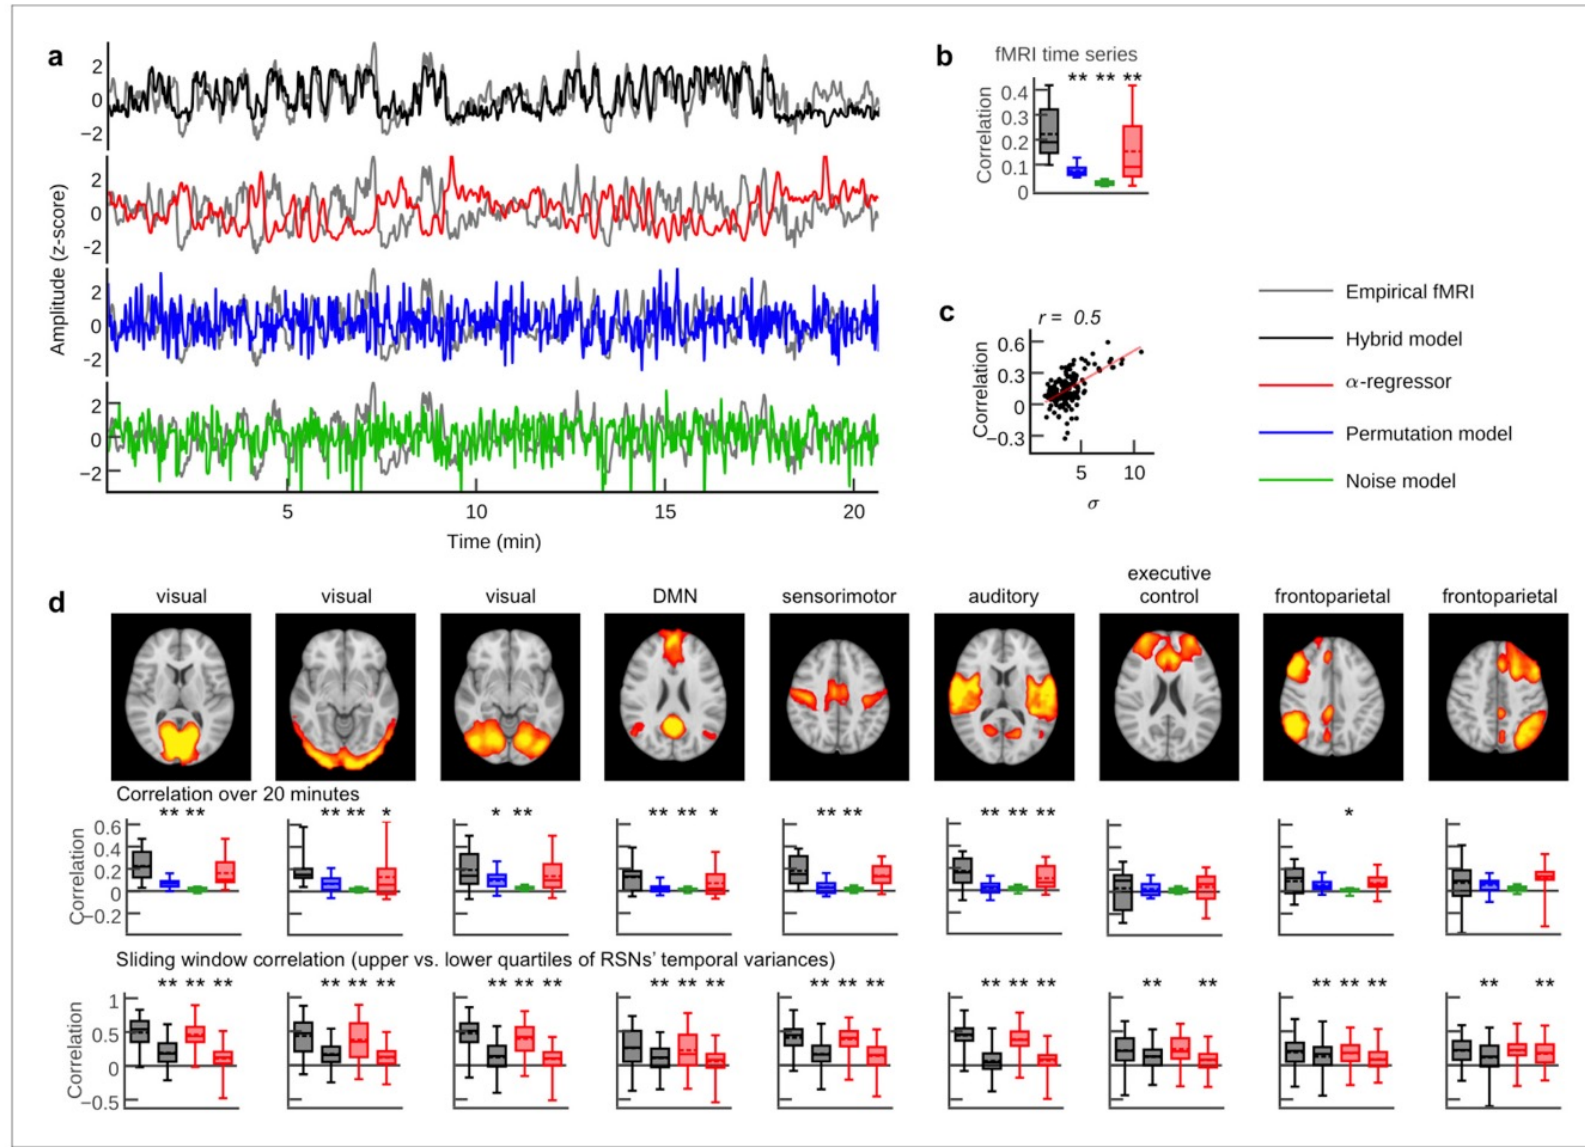 a
2
0
−2
2
0
−2
2
0
−2
2
0
−2
Amplitude (z-score)
5 10 15 20
Time (min)
b
fMRI time series
** ** **
0.4
0.3
0.2
0.1
0
Correlation
c
r = 0.5
0.6
0.3
0
−0.3
Correlation
5 10
σ
Empirical fMRI
Hybrid model
α-regressor
Permutation model
Noise model
d
visual visual visual DMN sensorimotor auditory executive control frontoparietal frontoparietal
Correlation over 20 minutes
** ** ** ** * * ** ** ** * ** ** ** ** ** *
0.6
0.4
0.2
0
−0.2
Correlation
Sliding window correlation (upper vs. lower quartiles of RSNs’ temporal variances)
** ** ** ** ** ** ** ** ** ** ** ** ** ** ** ** ** ** ** ** ** ** ** ** **
1
0.5
0
−0.5
Correlation